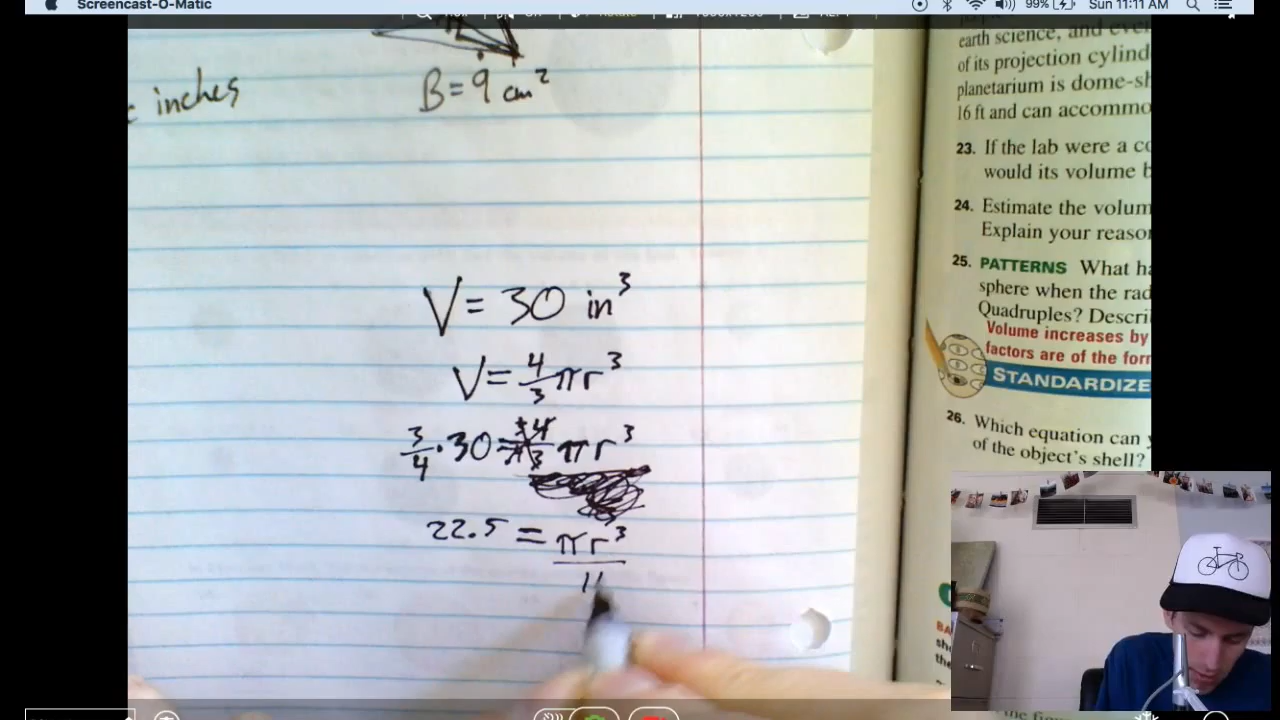 Screencast-O-Matic
99%
Sun 11:11 AM
inches
B = 9 cm²
V = 30 in³
V = 4/3 πr³
3/4 · 30 = 4/3 πr³
22.5 = πr³
earth science, and
of its projection cylind
planetarium is dome-sh
16 ft and can accommo
23. If the lab were a co
would its volume b
24. Estimate the volum
Explain your reaso
25. PATTERNS What ha
sphere when the rad
Quadruples? Descri
Volume increases by
factors are of the for
STANDARDIZE
26. Which equation can
of the object's shell?